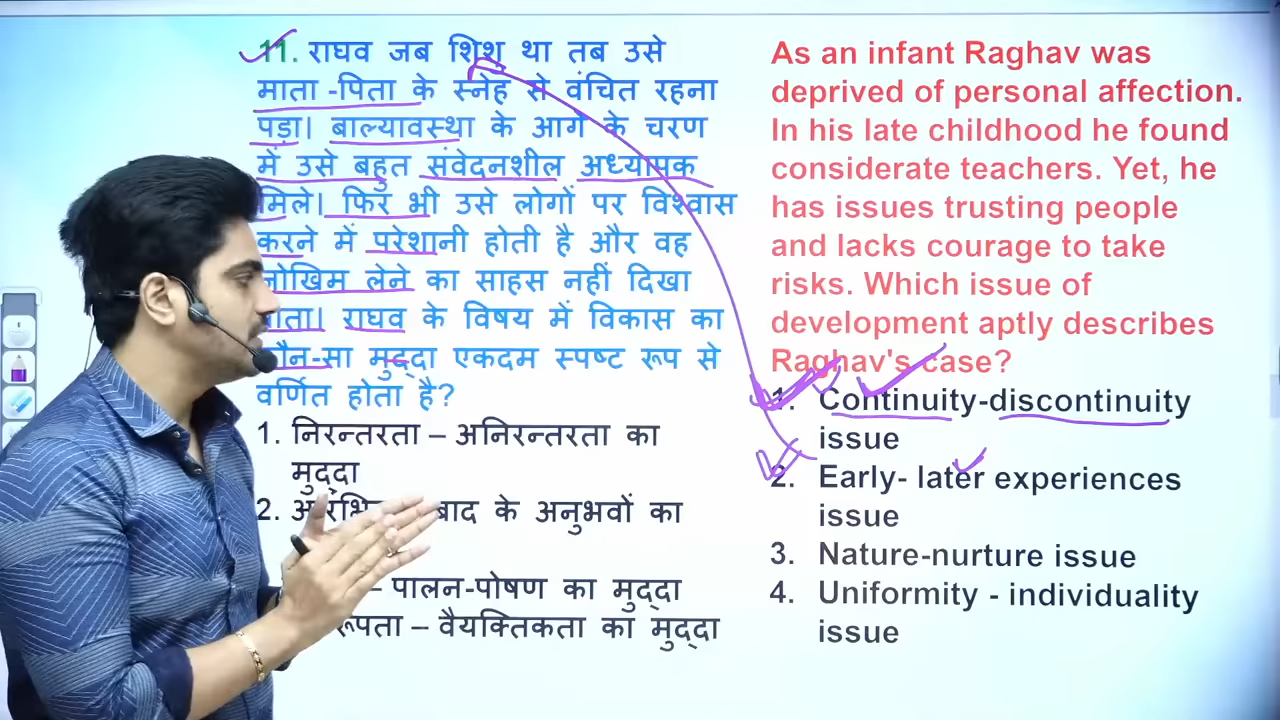 11. राघव जब शिशु था तब उसे
माता -पिता के स्नेह से वंचित रहना
पड़ा। बाल्यावस्था के आगे के चरण
में उसे बहुत संवेदनशील अध्यापक
मिले। फिर भी उसे लोगों पर विश्वास
करने में परेशानी होती है और वह
जोखिम लेने का साहस नहीं दिखा
पाता। राघव के विषय में विकास का
कौन-सा मुद्दा एकदम स्पष्ट रूप से
वर्णित होता है?
1. निरन्तरता – अनिरन्तरता का
मुद्दा
2. बाद के अनुभवों का
– पालन-पोषण का मुद्दा
– वैयक्तिकता का मुद्दा
As an infant Raghav was
deprived of personal affection.
In his late childhood he found
considerate teachers. Yet, he
has issues trusting people
and lacks courage to take
risks. Which issue of
development aptly describes
Raghav's case?
1. Continuity-discontinuity
issue
2. Early- later experiences
issue
3. Nature-nurture issue
4. Uniformity - individuality
issue